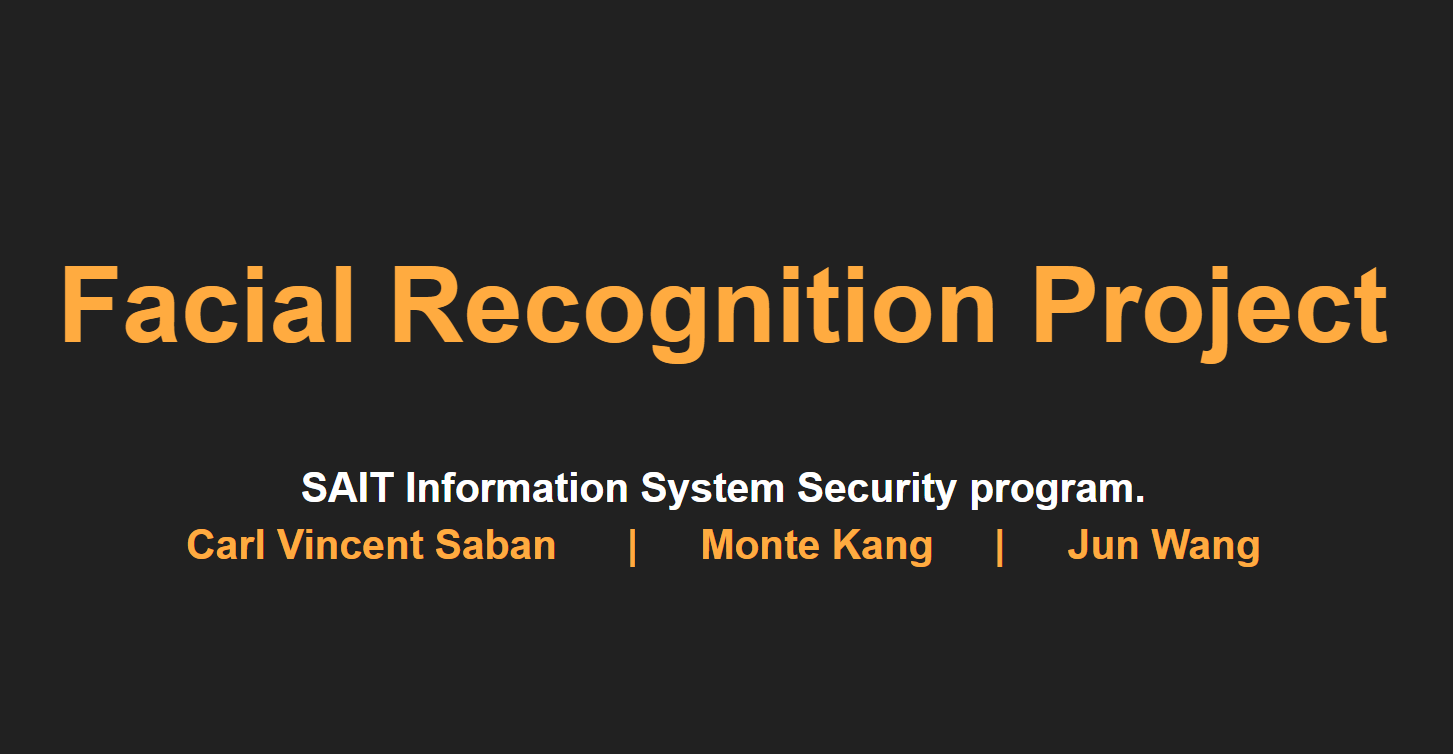 Facial Recognition Project
SAIT Information System Security program.
Carl Vincent Saban | Monte Kang | Jun Wang